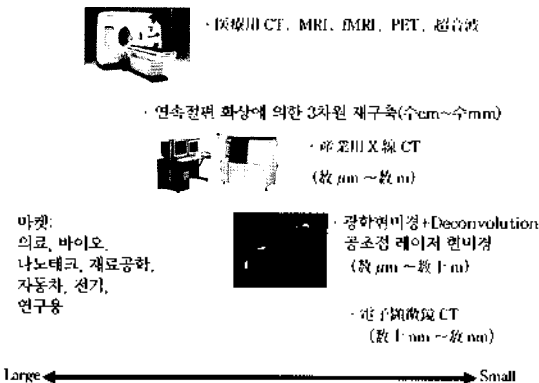 · 医療用 CT, MRI, fMRI, PET, 超音波
· 연속절편 화상에 의한 3차원 재구축(수cm~수mm)
· 産業用 X 線 CT
(数 μm ~数 m)
마켓:
의료, 바이오,
나노테크, 재료공학,
자동차, 전기,
연구용
· 광학현미경+Deconvolution
공초점 레이저 현미경
(数 μm ~数十 m)
· 電子顕微鏡 CT
(数十 nm ~数 nm)
Large
Small